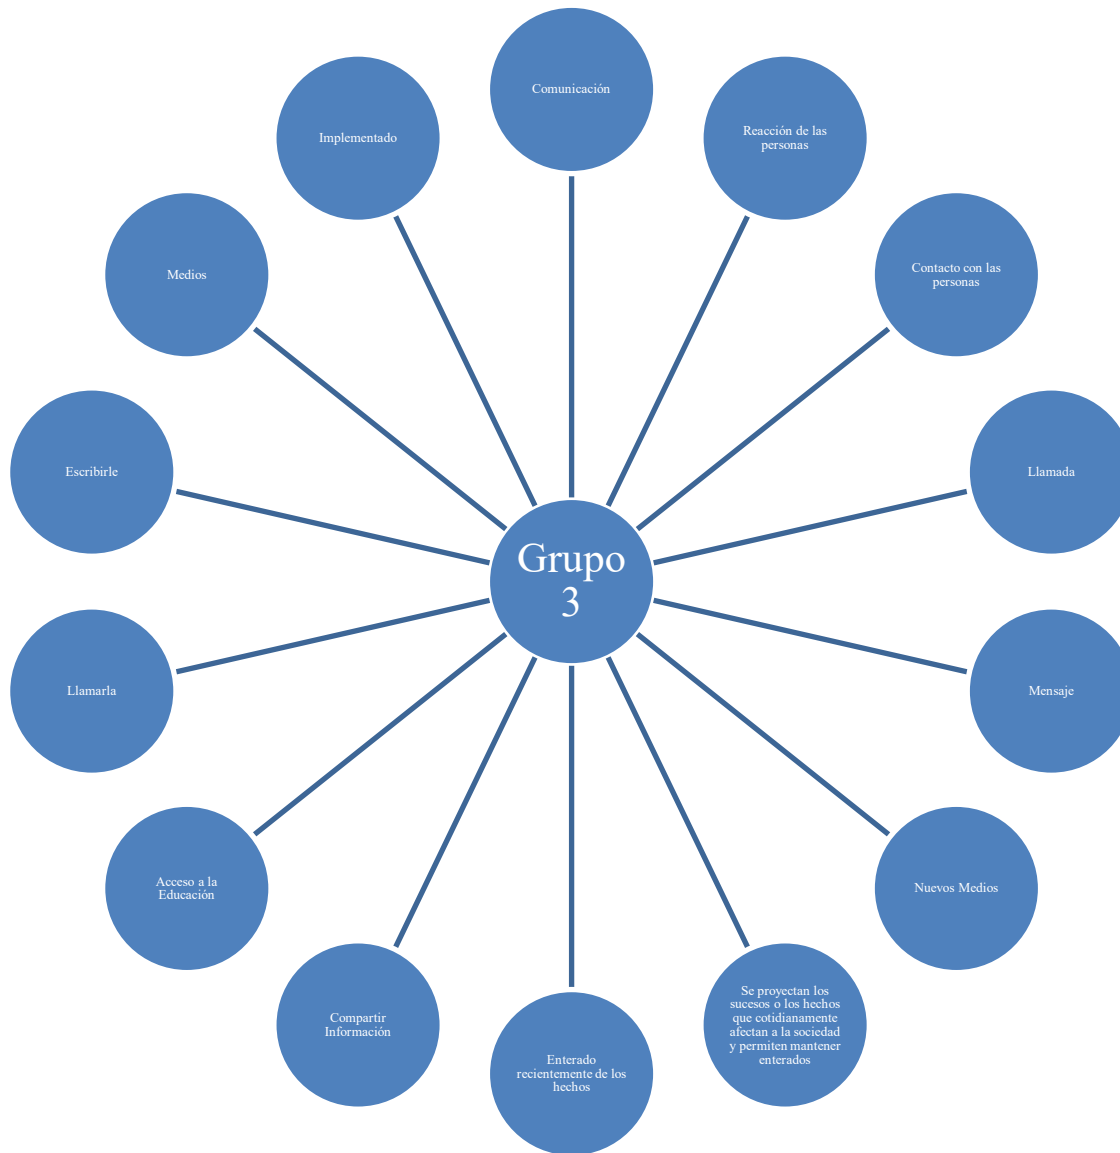 Comunicación
Reacción de las
personas
Contacto con las
personas
Llamada
Mensaje
Nuevos Medios
Se proyectan los
sucesos o los hechos
que cotidianamente
afectan a la sociedad
y permiten mantener
enterados
Enterado
recientemente de los
hechos
Compartir
Información
Acceso a la
Educación
Llamarla
Escribirle
Medios
Implementado
Grupo
3